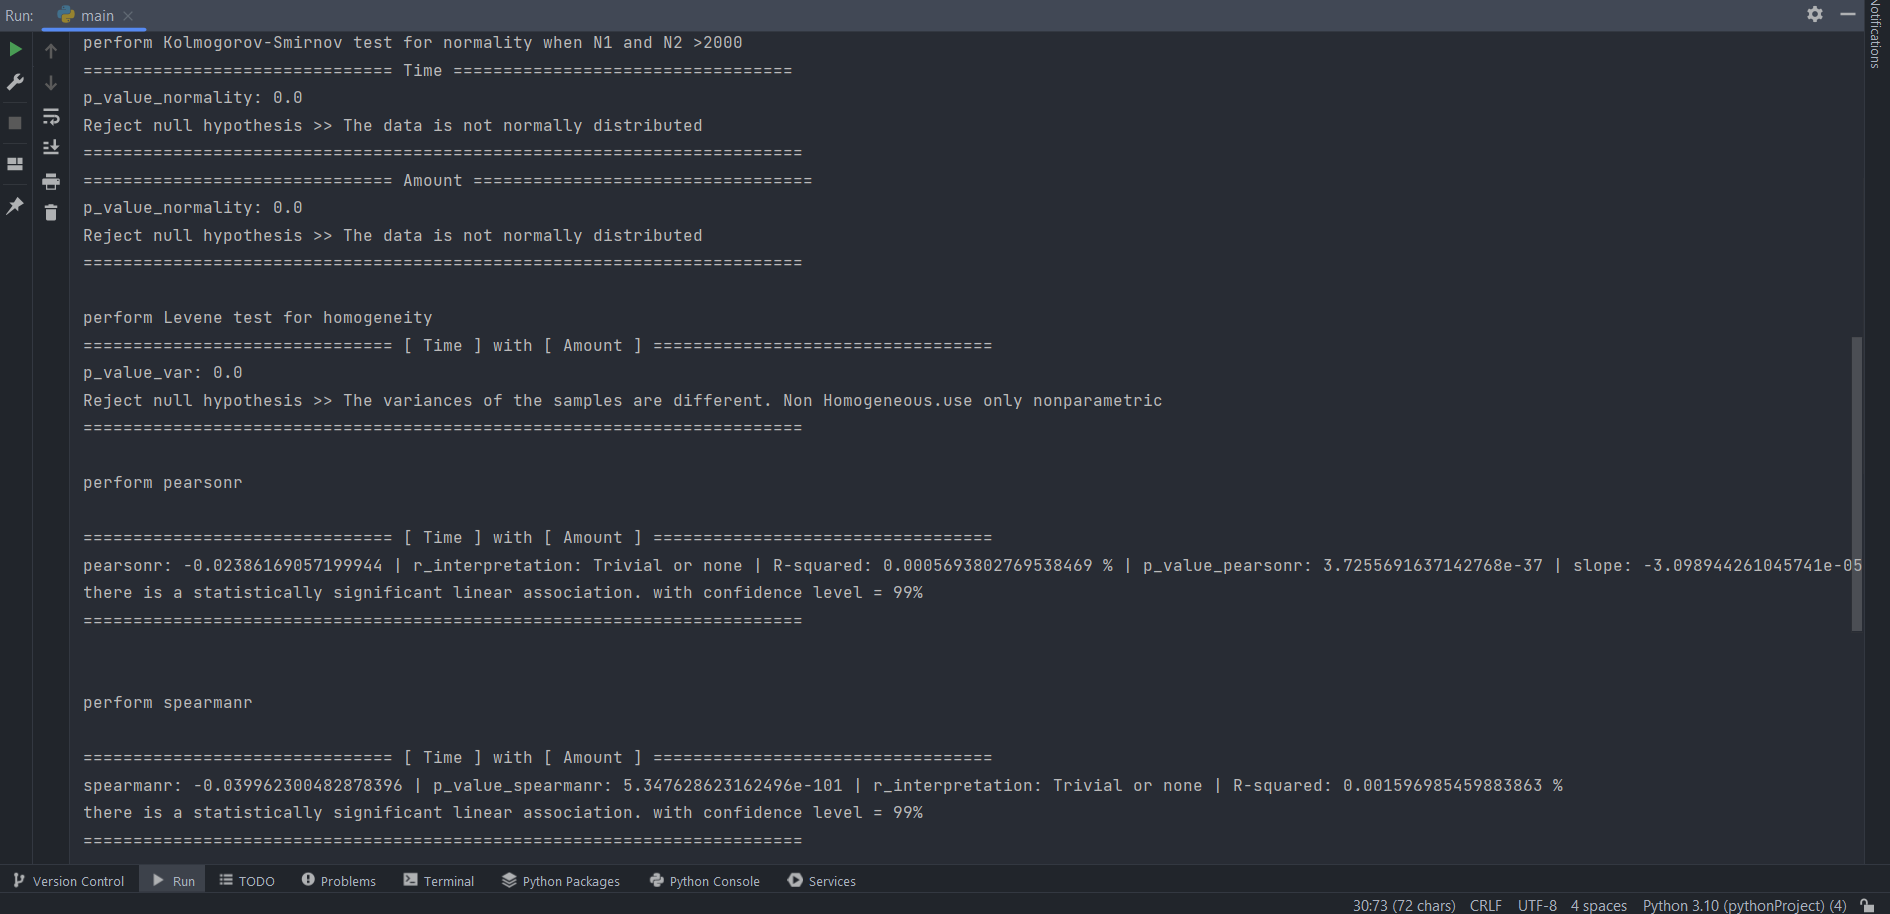 Run: main
Notifications
perform Kolmogorov-Smirnov test for normality when N1 and N2 >2000
=============================== Time ==================================
p_value_normality: 0.0
Reject null hypothesis >> The data is not normally distributed
========================================================================
=============================== Amount ==================================
p_value_normality: 0.0
Reject null hypothesis >> The data is not normally distributed
========================================================================
perform Levene test for homogeneity
=============================== [ Time ] with [ Amount ] ==================================
p_value_var: 0.0
Reject null hypothesis >> The variances of the samples are different. Non Homogeneous.use only nonparametric
========================================================================
perform pearsonr
=============================== [ Time ] with [ Amount ] ==================================
pearsonr: -0.02386169057199944 | r_interpretation: Trivial or none | R-squared: 0.0005693802769538469 % | p_value_pearsonr: 3.7255691637142768e-37 | slope: -3.098944261045741e-05
there is a statistically significant linear association. with confidence level = 99%
========================================================================
perform spearmanr
=============================== [ Time ] with [ Amount ] ==================================
spearmanr: -0.039962300482878396 | p_value_spearmanr: 5.347628623162496e-101 | r_interpretation: Trivial or none | R-squared: 0.001596985459883863 %
there is a statistically significant linear association. with confidence level = 99%
========================================================================
Version Control Run TODO Problems Terminal Python Packages Python Console Services
30:73 (72 chars) CRLF UTF-8 4 spaces Python 3.10 (pythonProject) (4)